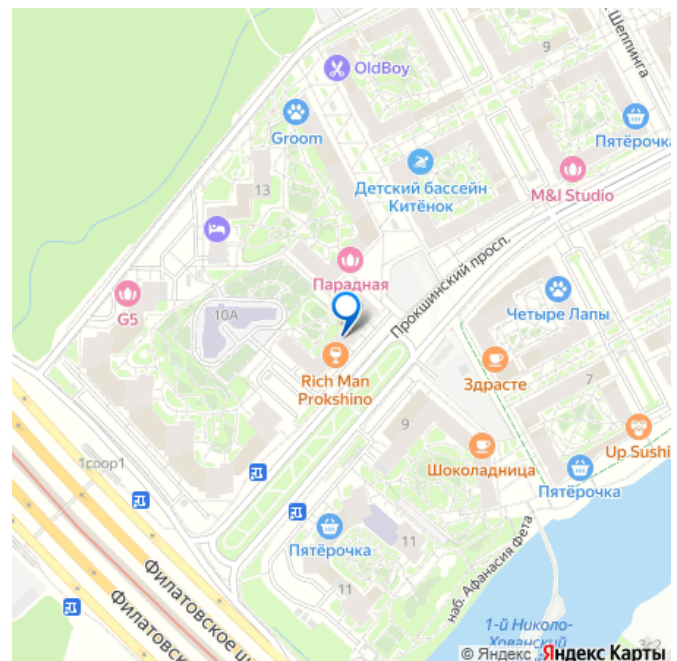 Шеппинга
9
OldBoy
Groom
Пятёрочка
Детский бассейн
Китёнок
M&I Studio
13
Парадная
Прокшинский просп.
G5
10А
Четыре Лапы
Rich Man
Prokshino
Здрасте
7
9
Up Sushi
Шоколадница
1coop1
Пятёрочка
Пятёрочка
11
11
наб. Афанасия Фета
Филатовское ш
Филатовск
1-й Николо-
Хованский
3с2
© Яндекс Яндекс Карты